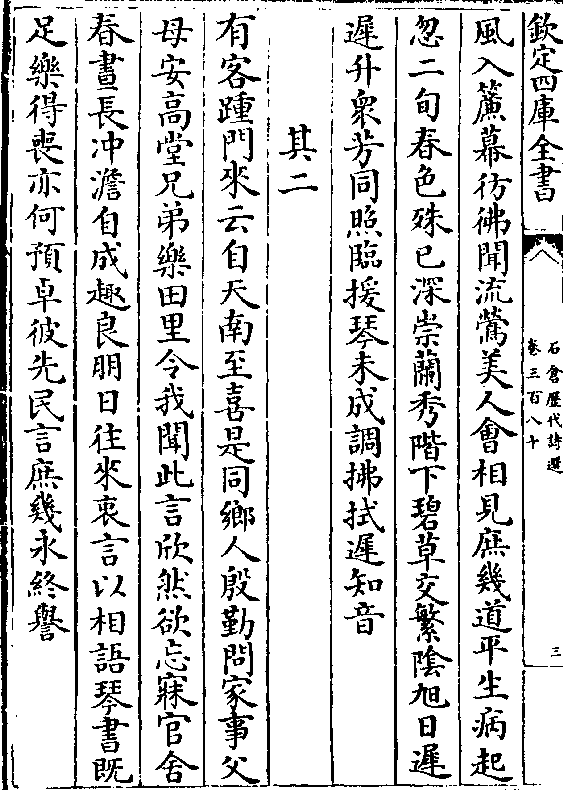 欽定四庫全書
石倉歴代詩選
卷三百八十
三
風入簾幕彷彿聞流鶯美人會相見庶幾道平生病起
忽二旬春色殊已深崇蘭秀階下碧草交繁陰旭日遲
遲升衆芳同照臨援琴未成調拂拭遲知音
其二
有客踵門來云自天南至喜是同鄉人殷勤問家事父
母安高堂兄弟樂田里令我聞此言欣然欲忘寐官舍
春晝長冲澹自成趣良朋日往來衷言以相語琴書既
足樂得喪亦何預卓彼先民言庶幾永終譽